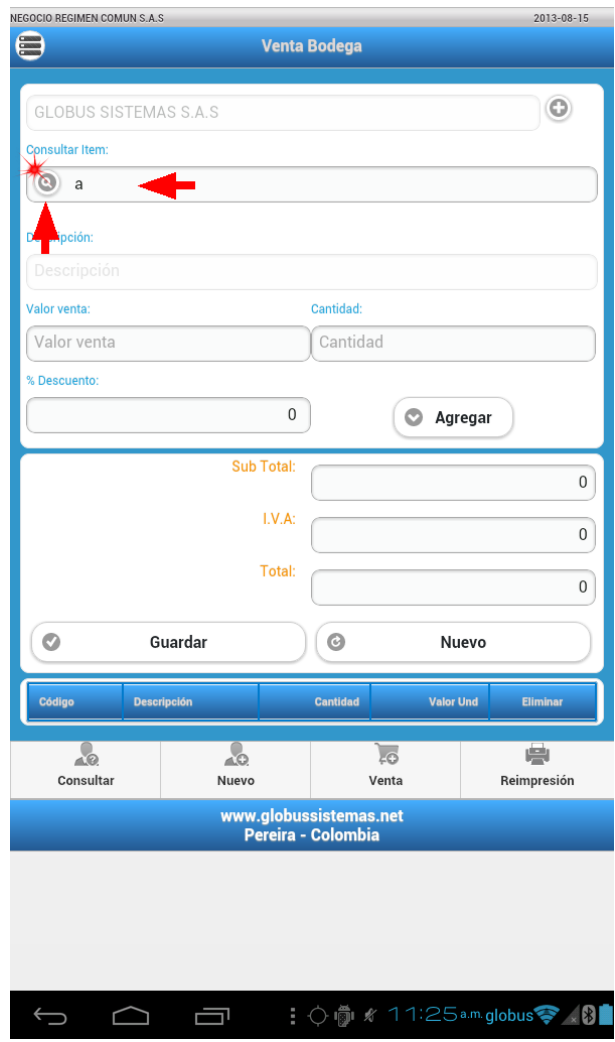 NEGOCIO REGIMEN COMUN S.A.S 2013-08-15
Venta Bodega
GLOBUS SISTEMAS S.A.S
Consultar Item:
a
Descripción:
Descripción
Valor venta: Cantidad:
Valor venta Cantidad
% Descuento:
0 Agregar
Sub Total: 0
I.V.A: 0
Total: 0
Guardar Nuevo
Código Descripción Cantidad Valor Und Eliminar
Consultar Nuevo Venta Reimpresión
www.globussistemas.net
Pereira - Colombia
11:25 a.m. globus